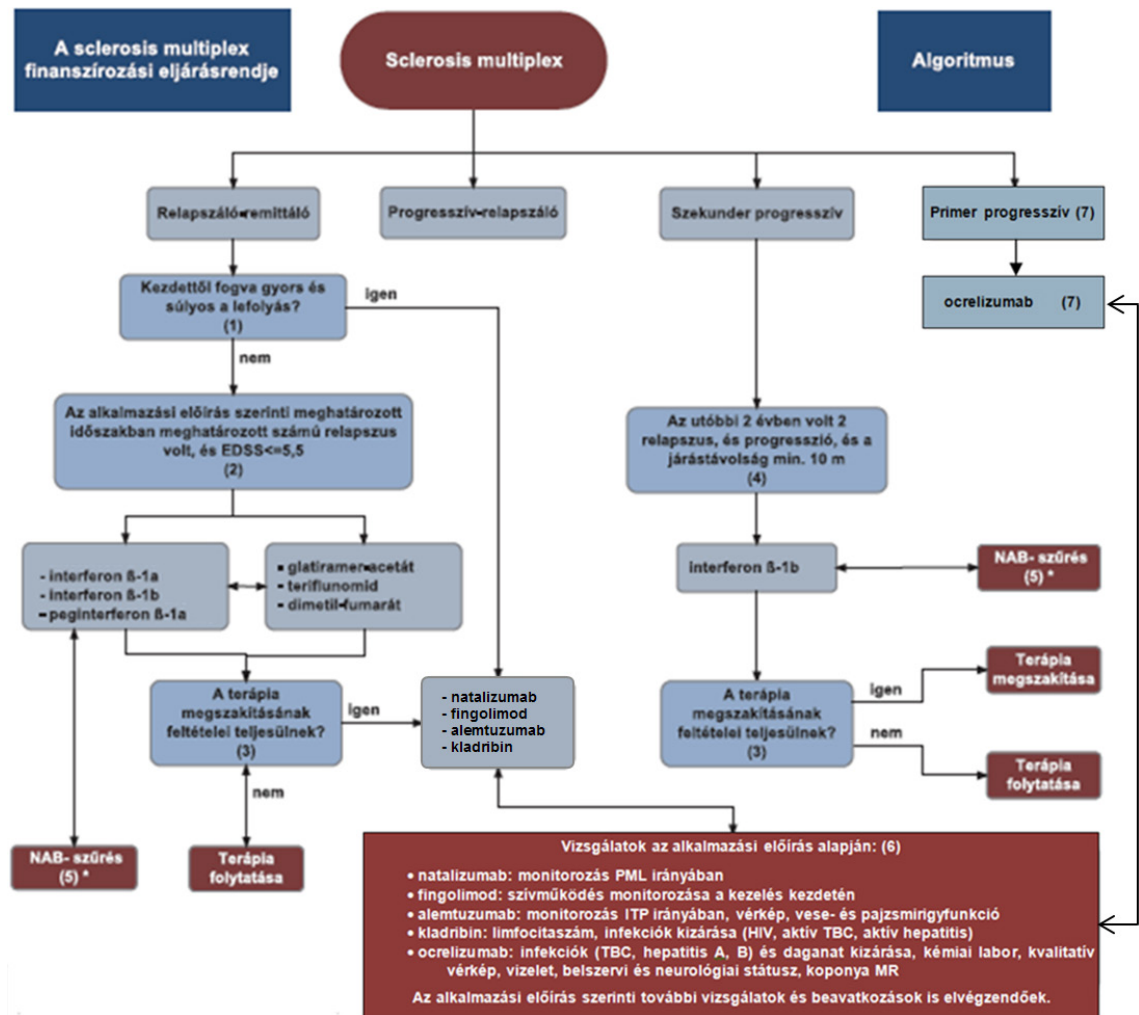 A sclerosis multiplex
finanszírozási eljárásrendje
Sclerosis multiplex
Algoritmus
Relapszáló-remittáló
Progresszív-relapszáló
Szekunder progresszív
Primer progresszív (7)
Kezdettől fogva gyors és
súlyos a lefolyás?
(1)
igen
ocrelizumab (7)
nem
Az alkalmazási előírás szerinti meghatározott
időszakban meghatározott számú relapszus
volt, és EDSS<=5,5
(2)
Az utóbbi 2 évben volt 2
relapszus, és progresszió, és a
járástávolság min. 10 m
(4)
- interferon ß-1a
- interferon ß-1b
- peginterferon ß-1a
- glatiramer-acetát
- teriflunomid
- dimetil-fumarát
interferon ß-1b
NAB- szűrés
(5) *
A terápia
megszakításának
feltételei teljesülnek?
(3)
igen
- natalizumab
- fingolimod
- alemtuzumab
- kladribin
A terápia
megszakításának
feltételei teljesülnek?
(3)
igen
Terápia
megszakítása
nem
Terápia
folytatása
nem
NAB- szűrés
(5) *
Terápia
folytatása
Vizsgálatok az alkalmazási előírás alapján: (6)
• natalizumab: monitorozás PML irányában
• fingolimod: szívműködés monitorozása a kezelés kezdetén
• alemtuzumab: monitorozás ITP irányában, vérkép, vese- és pajzsmirigyfunkció
• kladribin: limfocitaszám, infekciók kizárása (HIV, aktív TBC, aktív hepatitis)
• ocrelizumab: infekciók (TBC, hepatitis A, B) és daganat kizárása, kémiai labor, kvalitatív
vérkép, vizelet, belszervi és neurológiai státusz, koponya MR
Az alkalmazási előírás szerinti további vizsgálatok és beavatkozások is elvégzendőek.